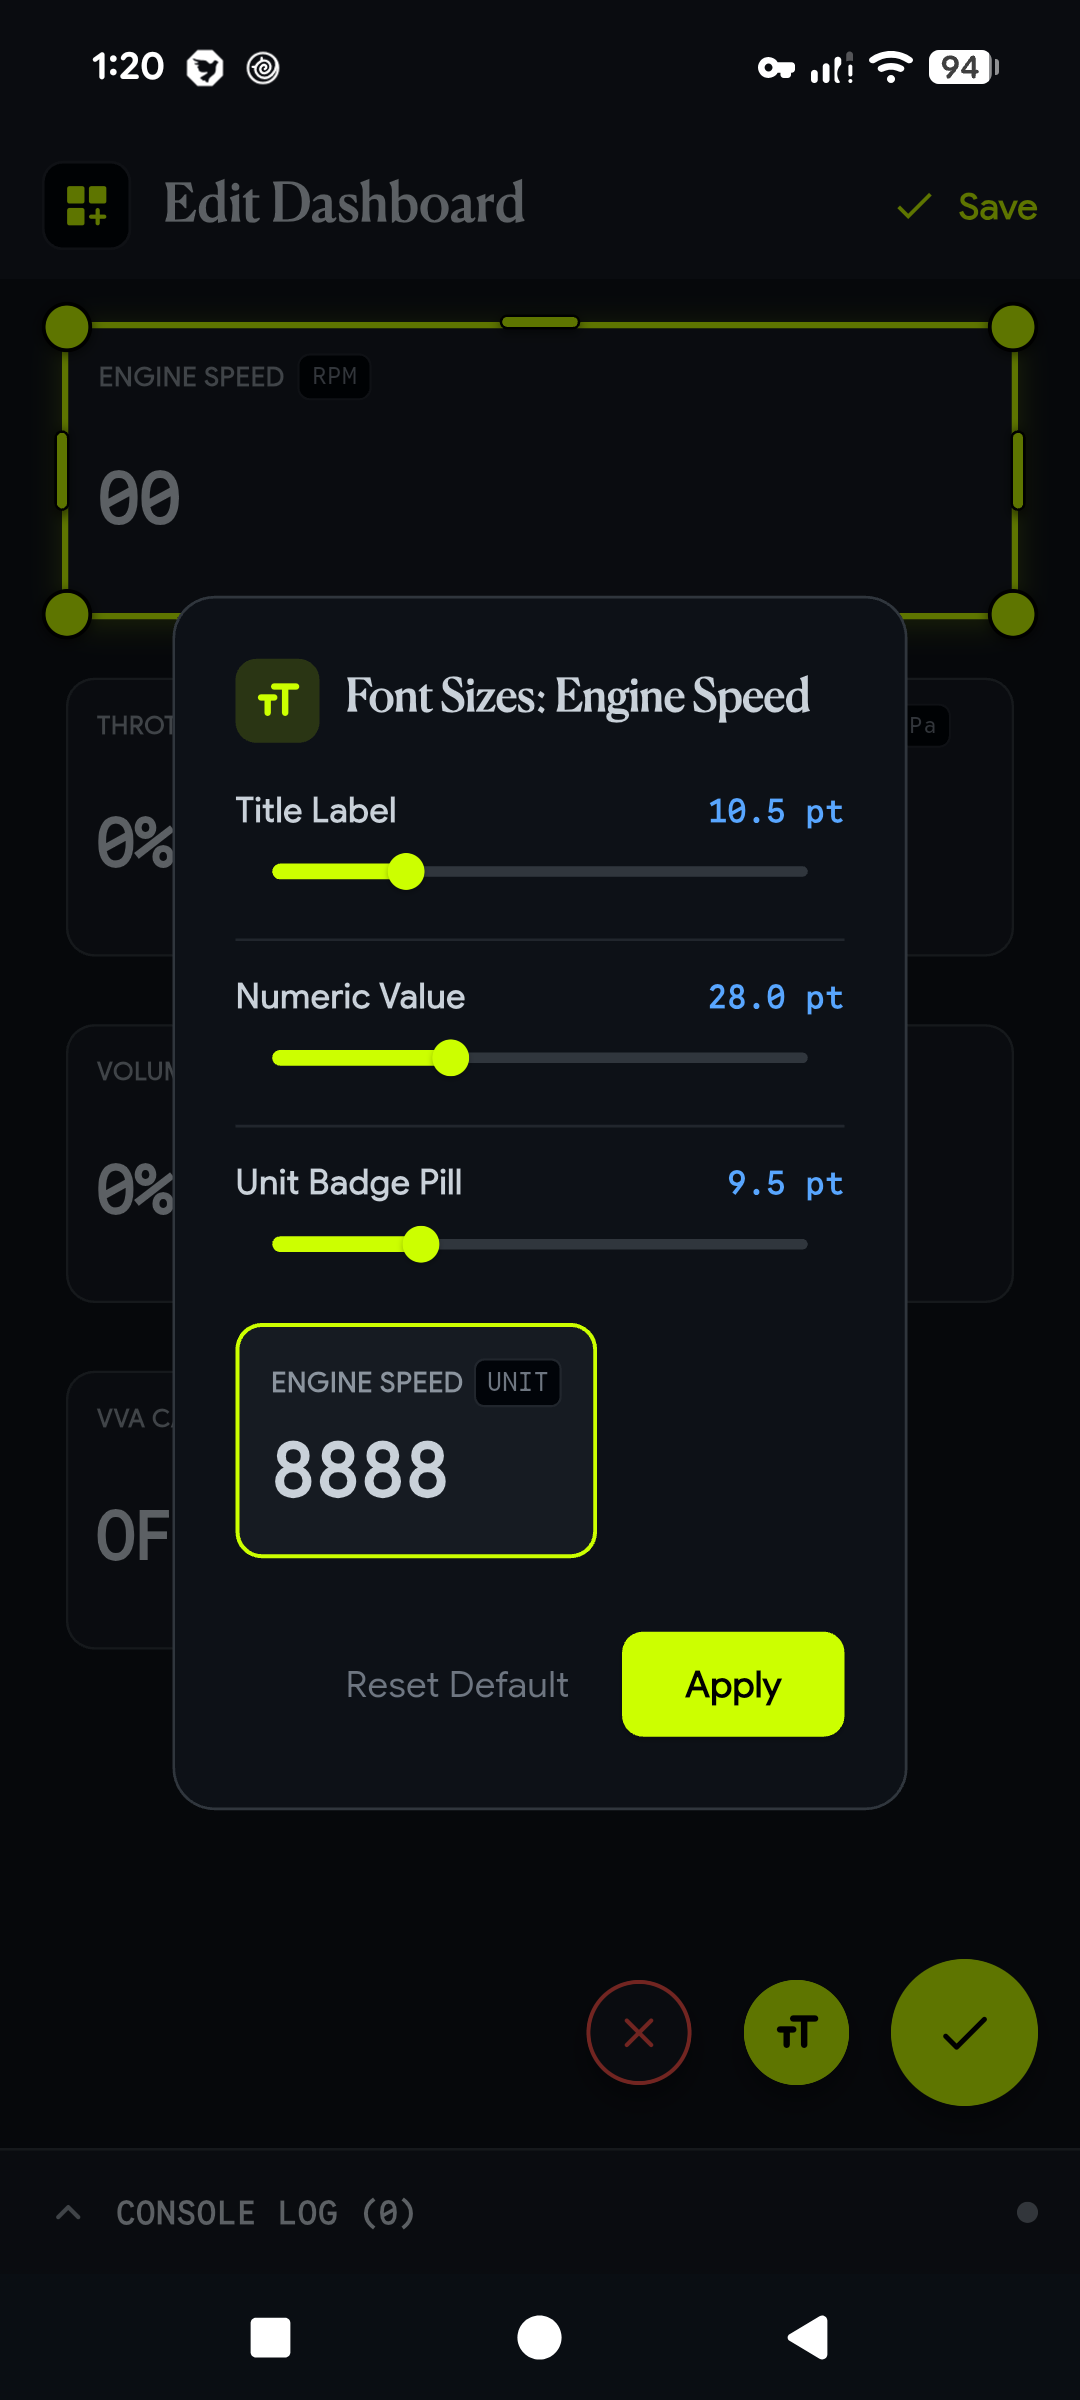 1:20
94
Edit Dashboard
Save
ENGINE SPEED RPM
00
Font Sizes: Engine Speed
Title Label 10.5 pt
Numeric Value 28.0 pt
Unit Badge Pill 9.5 pt
ENGINE SPEED UNIT
8888
Reset Default
Apply
THROT
Pa
0%
VOLUM
0%
VVA C
OF
CONSOLE LOG (0)